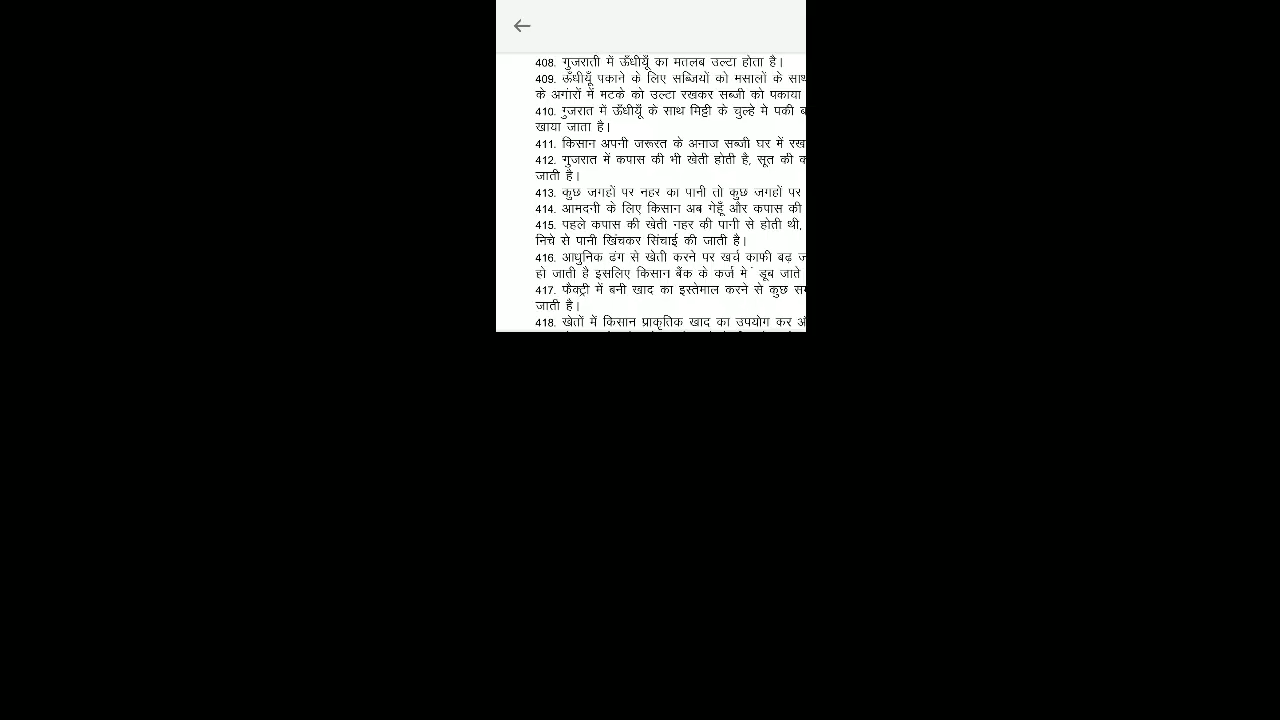 408. गुजराती में ऊँधीयूँ का मतलब उल्टा होता है।
409. ऊँधीयूँ पकाने के लिए सब्जियों को मसालों के साथ
के अगांरों में मटके को उल्टा रखकर सब्जी को पकाया
410. गुजरात में ऊँधीयूँ के साथ मिट्टी के चुल्हे मे पकी
खाया जाता है।
411. किसान अपनी जरूरत के अनाज सब्जी घर में
412. गुजरात में कपास की भी खेती होती है, सूत की
जाती है।
413. कुछ जगहों पर नहर का पानी तो कुछ जगहों पर
414. आमदनी के लिए किसान अब गेहूँ और कपास की
415. पहले कपास की खेती नहर की पानी से होती थी,
निचे से पानी खिंचकर सिंचाई की जाती है।
416. आधुनिक ढंग से खेती करने पर खर्च काफी बढ़
हो जाती है इसलिए किसान बैंक के कर्ज में डूब जाते
417. फैक्ट्री में बनी खाद का इस्तेमाल करने से कुछ
जाती है।
418. खेतों में किसान प्राकृतिक खाद का उपयोग कर